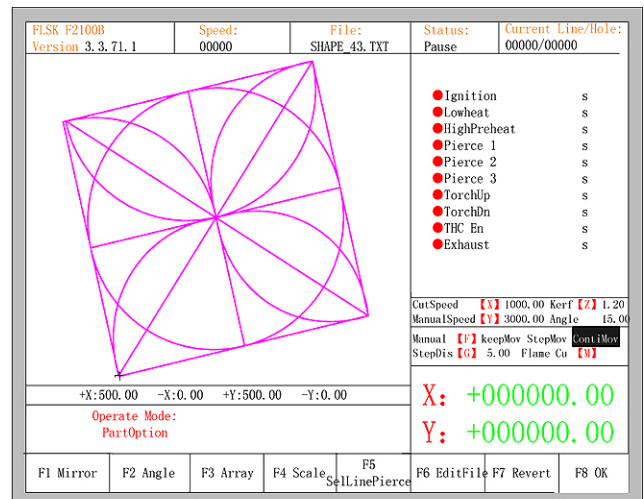 FLSK F2100B
Version 3.3.71.1
Speed:
00000
File:
SHAPE_43.TXT
Status:
Pause
Current Line/Hole:
00000/00000
Ignition s
Lowheat s
HighPreheat s
Pierce 1 s
Pierce 2 s
Pierce 3 s
TorchUp s
TorchDn s
THC En s
Exhaust s
CutSpeed 【X】 1000.00 Kerf 【Z】 1.20
ManualSpeed 【Y】 3000.00 Angle 15.00
Manual 【F】 keepMov StepMov ContiMov
StepDis 【G】 5.00 Flame Cu 【M】
+X:500.00 -X:0.00 +Y:500.00 -Y:0.00
X: +000000.00
Y: +000000.00
Operate Mode:
PartOption
F1 Mirror
F2 Angle
F3 Array
F4 Scale
F5
SelLinePierce
F6 EditFile
F7 Revert
F8 OK